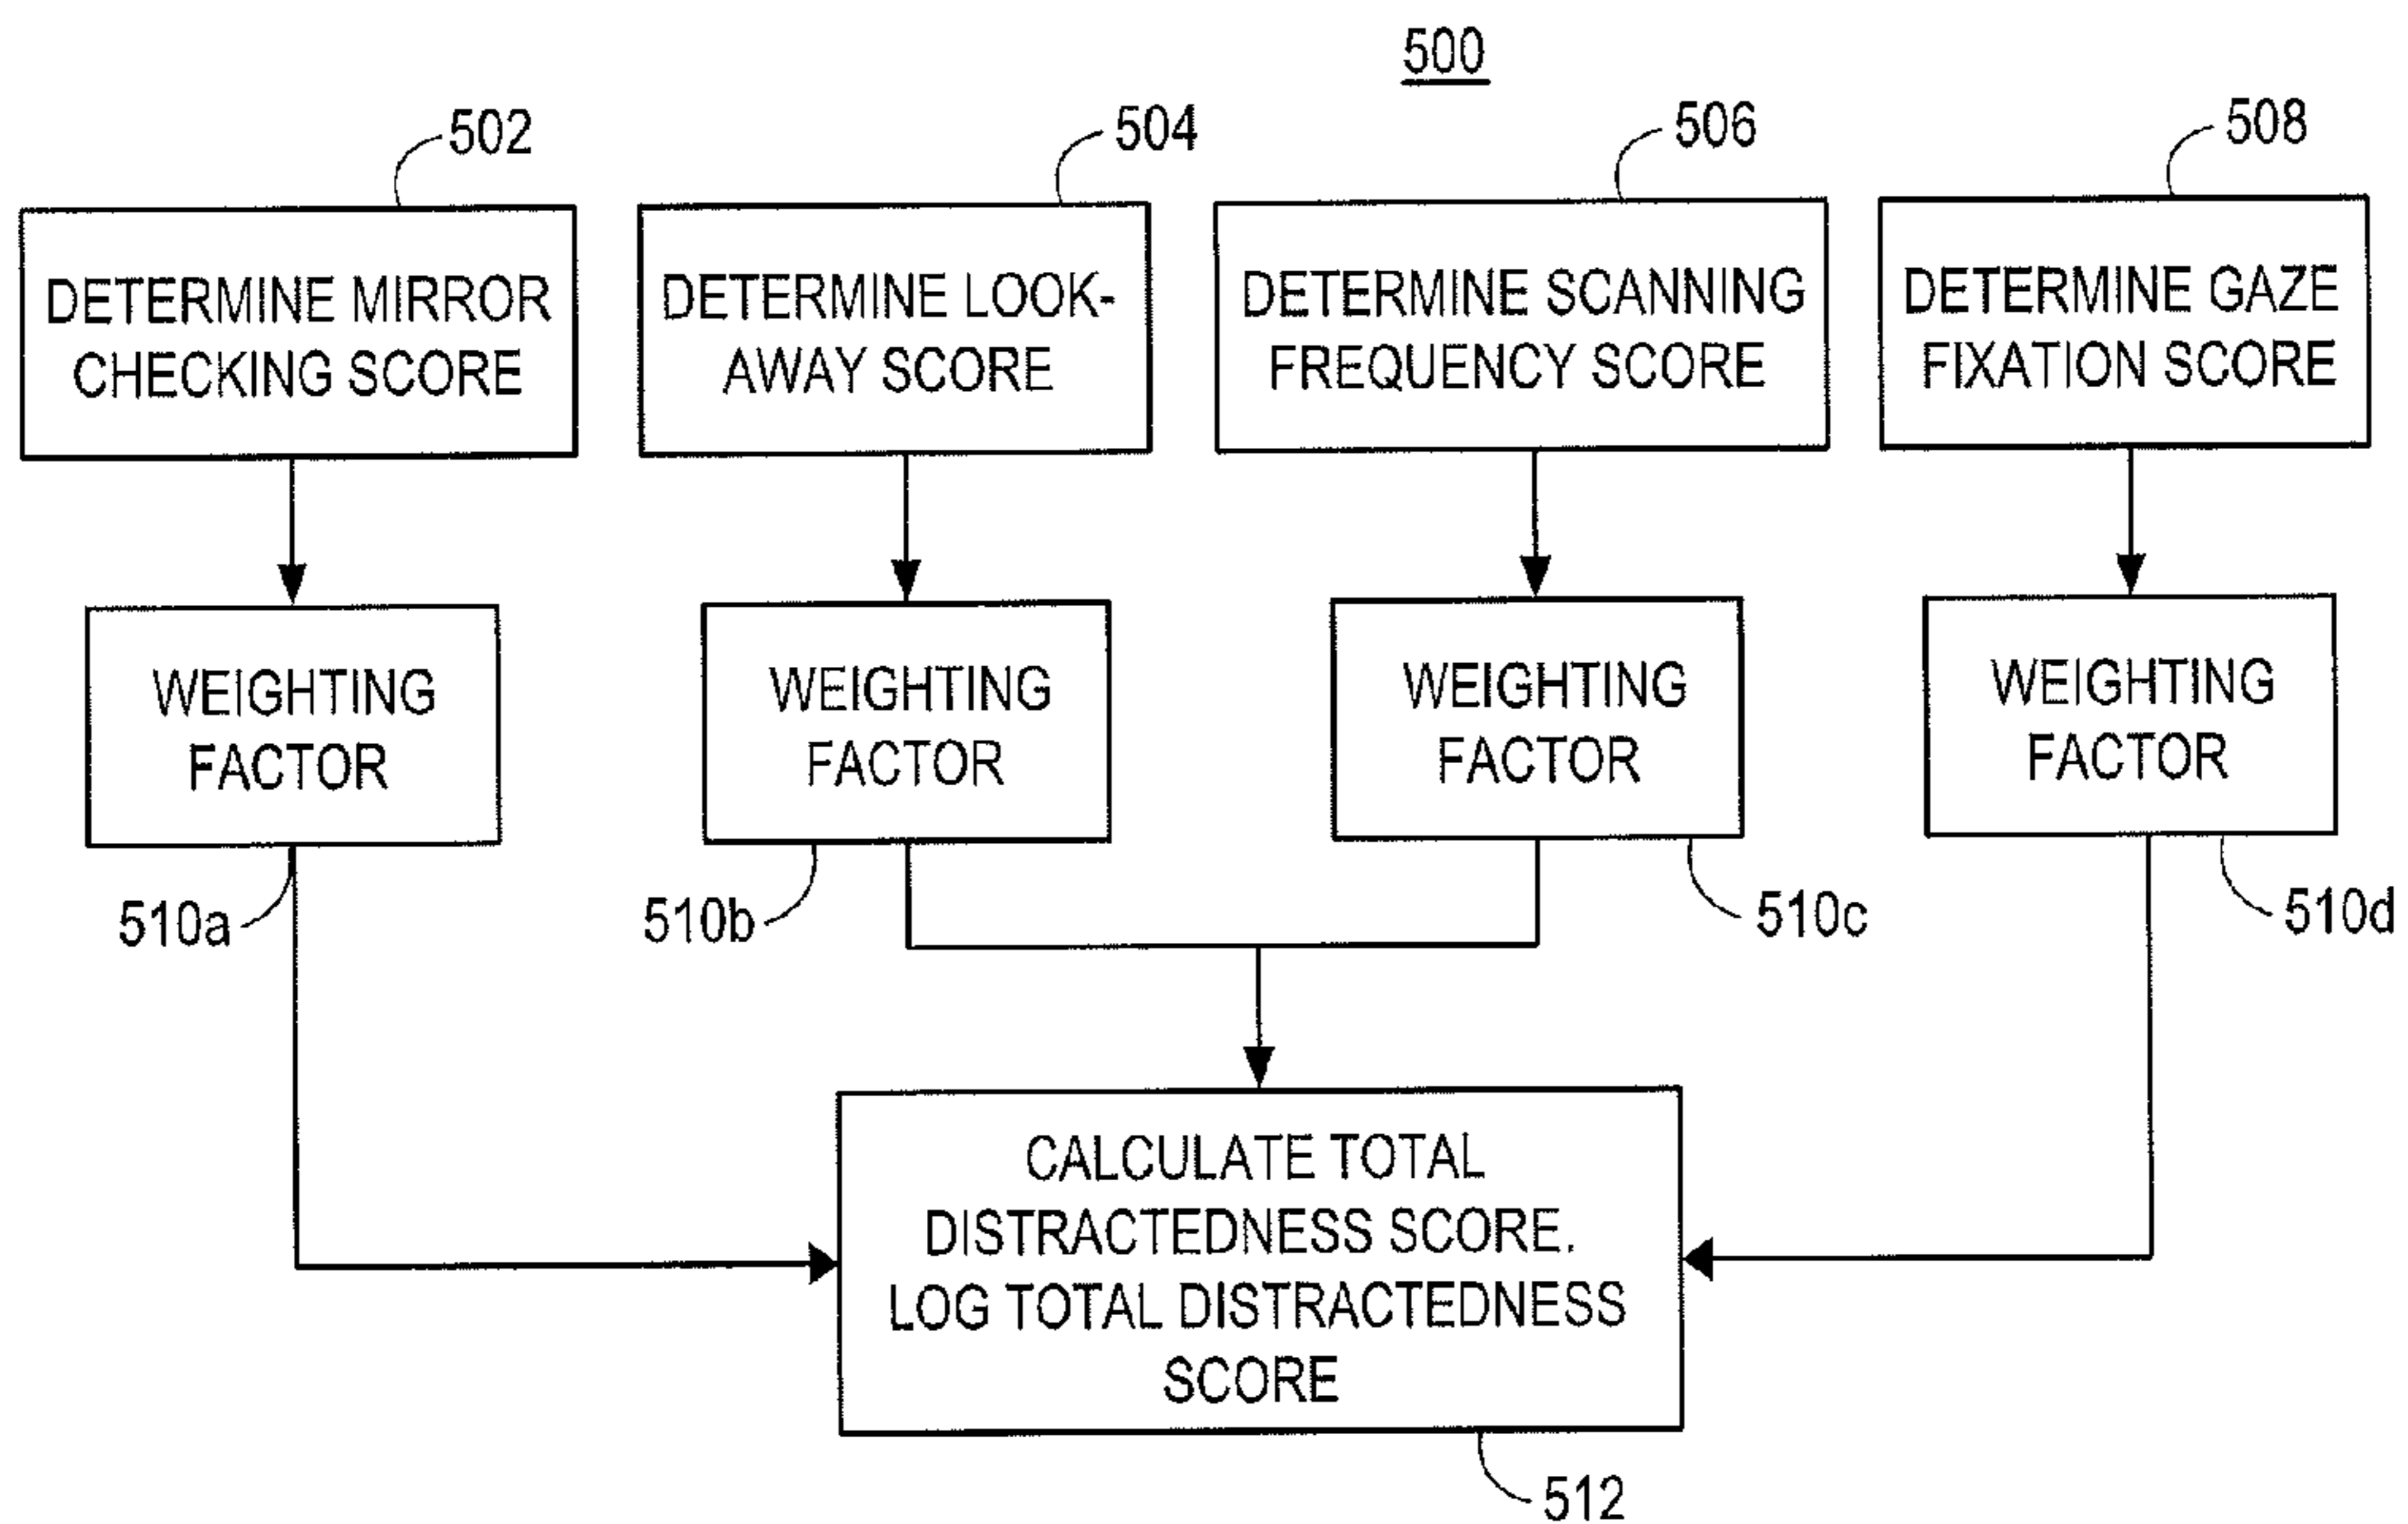 500
502
504
506
508
DETERMINE MIRROR
CHECKING SCORE
DETERMINE LOOK-
AWAY SCORE
DETERMINE SCANNING
FREQUENCY SCORE
DETERMINE GAZE
FIXATION SCORE
WEIGHTING
FACTOR
WEIGHTING
FACTOR
WEIGHTING
FACTOR
WEIGHTING
FACTOR
510a
510b
510c
510d
CALCULATE TOTAL
DISTRACTEDNESS SCORE.
LOG TOTAL DISTRACTEDNESS
SCORE
512